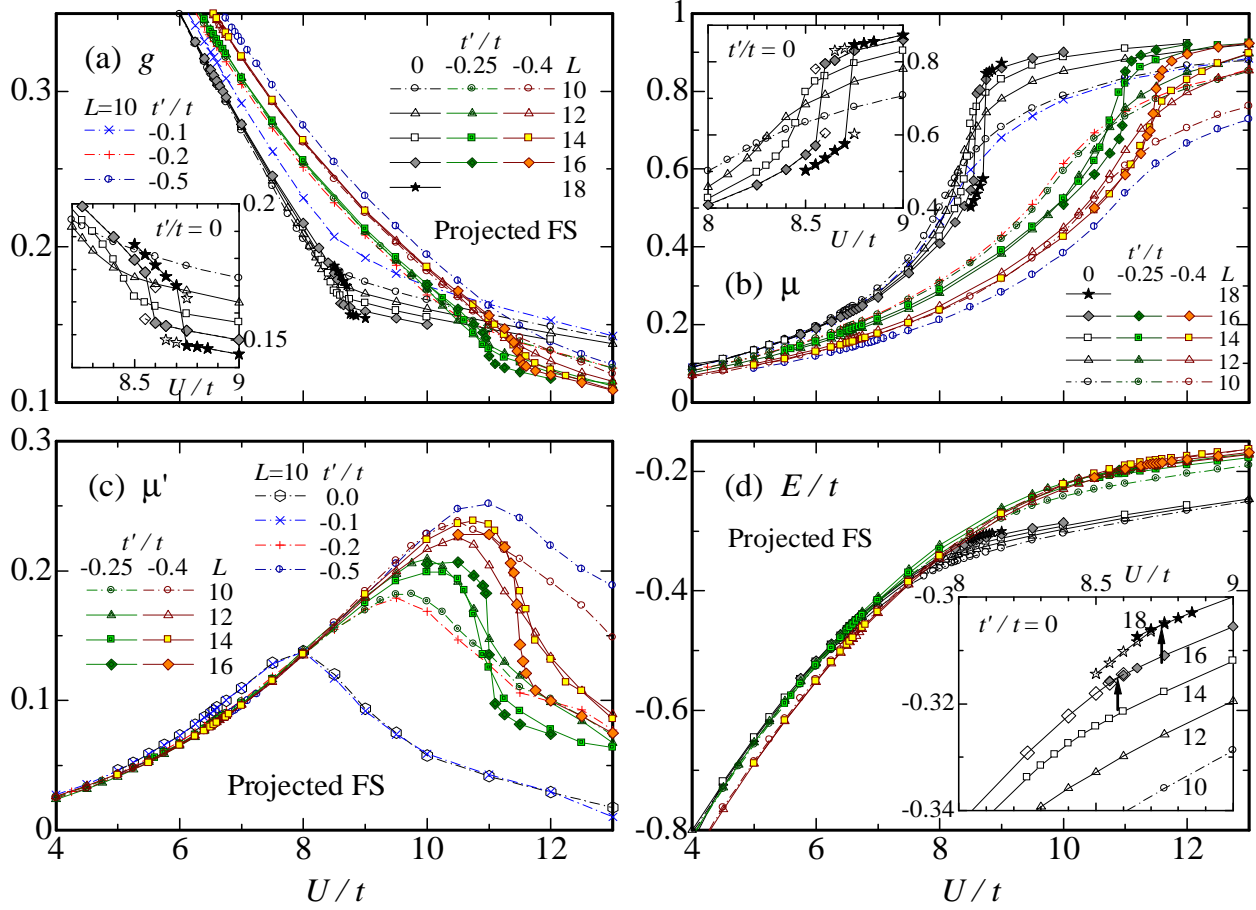 (a) g
t'/t
0 -0.25 -0.4 L
10
12
14
16
18
L=10 t'/t
-0.1
-0.2
-0.5
Projected FS
0.3
0.2
0.1
t'/t = 0
0.2
0.15
8.5 9
U/t
(b) μ
1
0.8
0.6
0.4
0.2
0
t'/t = 0
0.8
0.6
0.4
8 8.5 9
U/t
t'/t
0 -0.25 -0.4 L
18
16
14
12
10
(c) μ'
L=10 t'/t
0.0
-0.1
-0.2
-0.5
t'/t
-0.25 -0.4 L
10
12
14
16
Projected FS
0.3
0.2
0.1
0
4 6 8 10 12
U/t
(d) E/t
Projected FS
-0.2
-0.4
-0.6
-0.8
8 8.5 9
U/t
-0.3
t'/t = 0
18
16
-0.32
14
12
10
-0.34
4 6 8 10 12
U/t